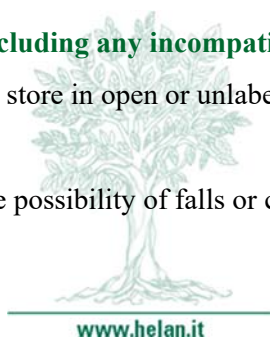 cluding any incompati
store in open or unlabe
e possibility of falls or c
www.helan.it